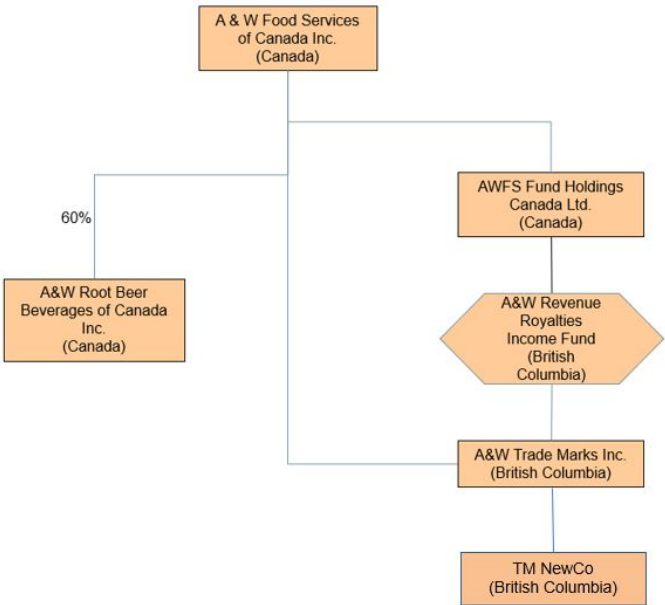 A & W Food Services
of Canada Inc.
(Canada)
60%
AWFS Fund Holdings
Canada Ltd.
(Canada)
A&W Root Beer
Beverages of Canada
Inc.
(Canada)
A&W Revenue
Royalties
Income Fund
(British
Columbia)
A&W Trade Marks Inc.
(British Columbia)
TM NewCo
(British Columbia)